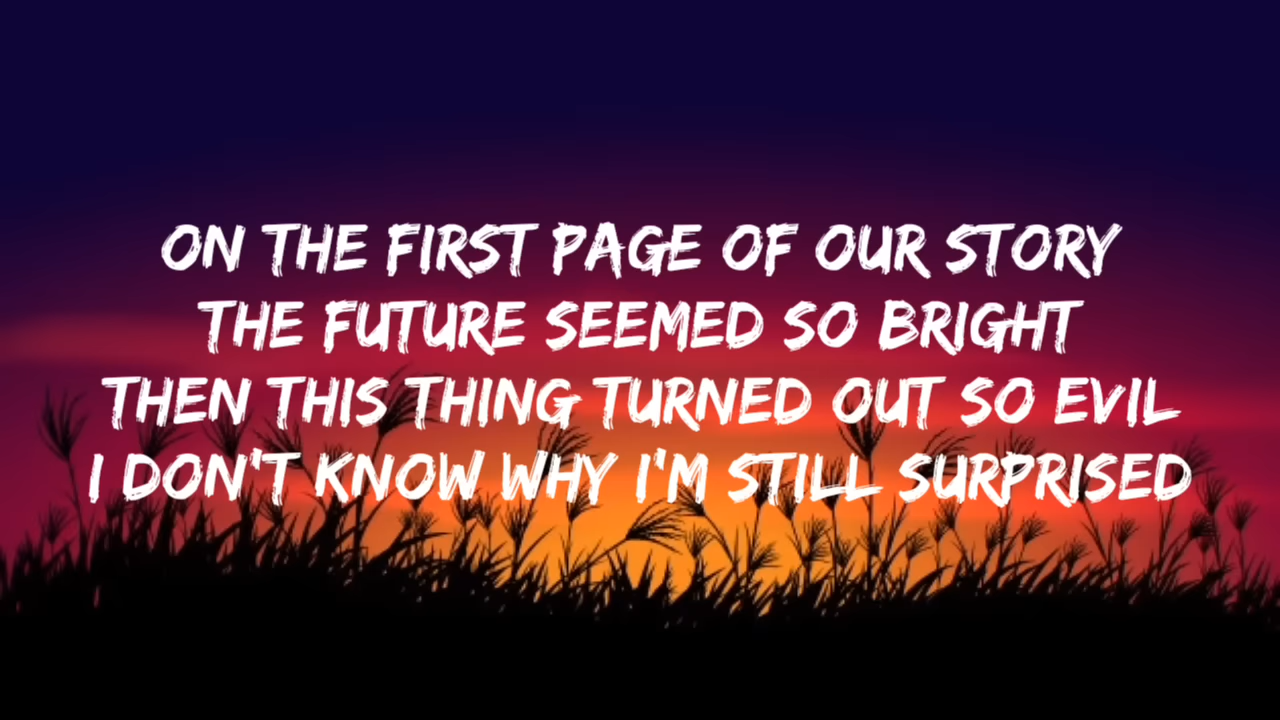 ON THE FIRST PAGE OF OUR STORY
THE FUTURE SEEMED SO BRIGHT
THEN THIS THING TURNED OUT SO EVIL
I DON'T KNOW WHY I'M STILL SURPRISED